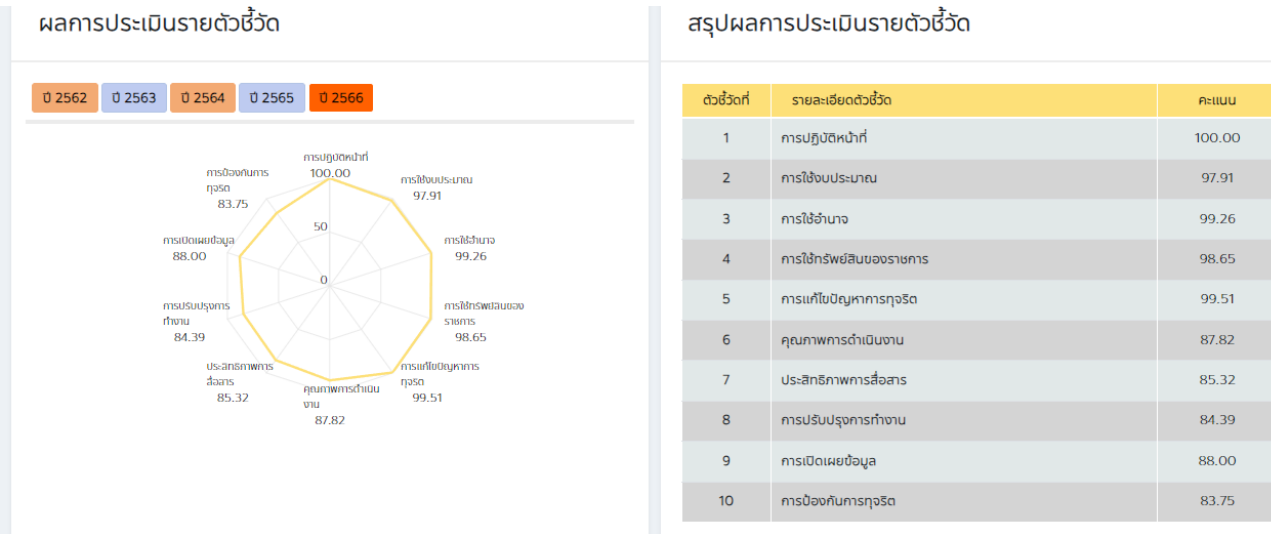 ผลการประเมินรายตัวชี้วัด
ปี 2562 ปี 2563 ปี 2564 ปี 2565 ปี 2566
การปฏิบัติหน้าที่
100.00
การใช้งบประมาณ
97.91
การใช้อำนาจ
99.26
การใช้ทรัพย์สินของ
ราชการ
98.65
การแก้ไขปัญหาการ
ทุจริต
99.51
คุณภาพการดำเนิน
งาน
87.82
ประสิทธิภาพการ
สื่อสาร
85.32
การปรับปรุงการ
ทำงาน
84.39
การเปิดเผยข้อมูล
88.00
การป้องกันการ
ทุจริต
83.75
50
0
สรุปผลการประเมินรายตัวชี้วัด
ตัวชี้วัดที่ รายละเอียดตัวชี้วัด คะแนน
1 การปฏิบัติหน้าที่ 100.00
2 การใช้งบประมาณ 97.91
3 การใช้อำนาจ 99.26
4 การใช้ทรัพย์สินของราชการ 98.65
5 การแก้ไขปัญหาการทุจริต 99.51
6 คุณภาพการดำเนินงาน 87.82
7 ประสิทธิภาพการสื่อสาร 85.32
8 การปรับปรุงการทำงาน 84.39
9 การเปิดเผยข้อมูล 88.00
10 การป้องกันการทุจริต 83.75